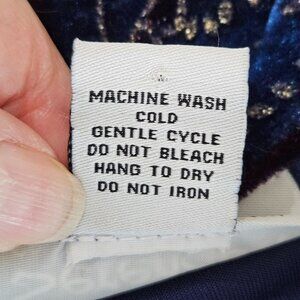 MACHINE WASH
COLD
GENTLE CYCLE
DO NOT BLEACH
HANG TO DRY
DO NOT IRON